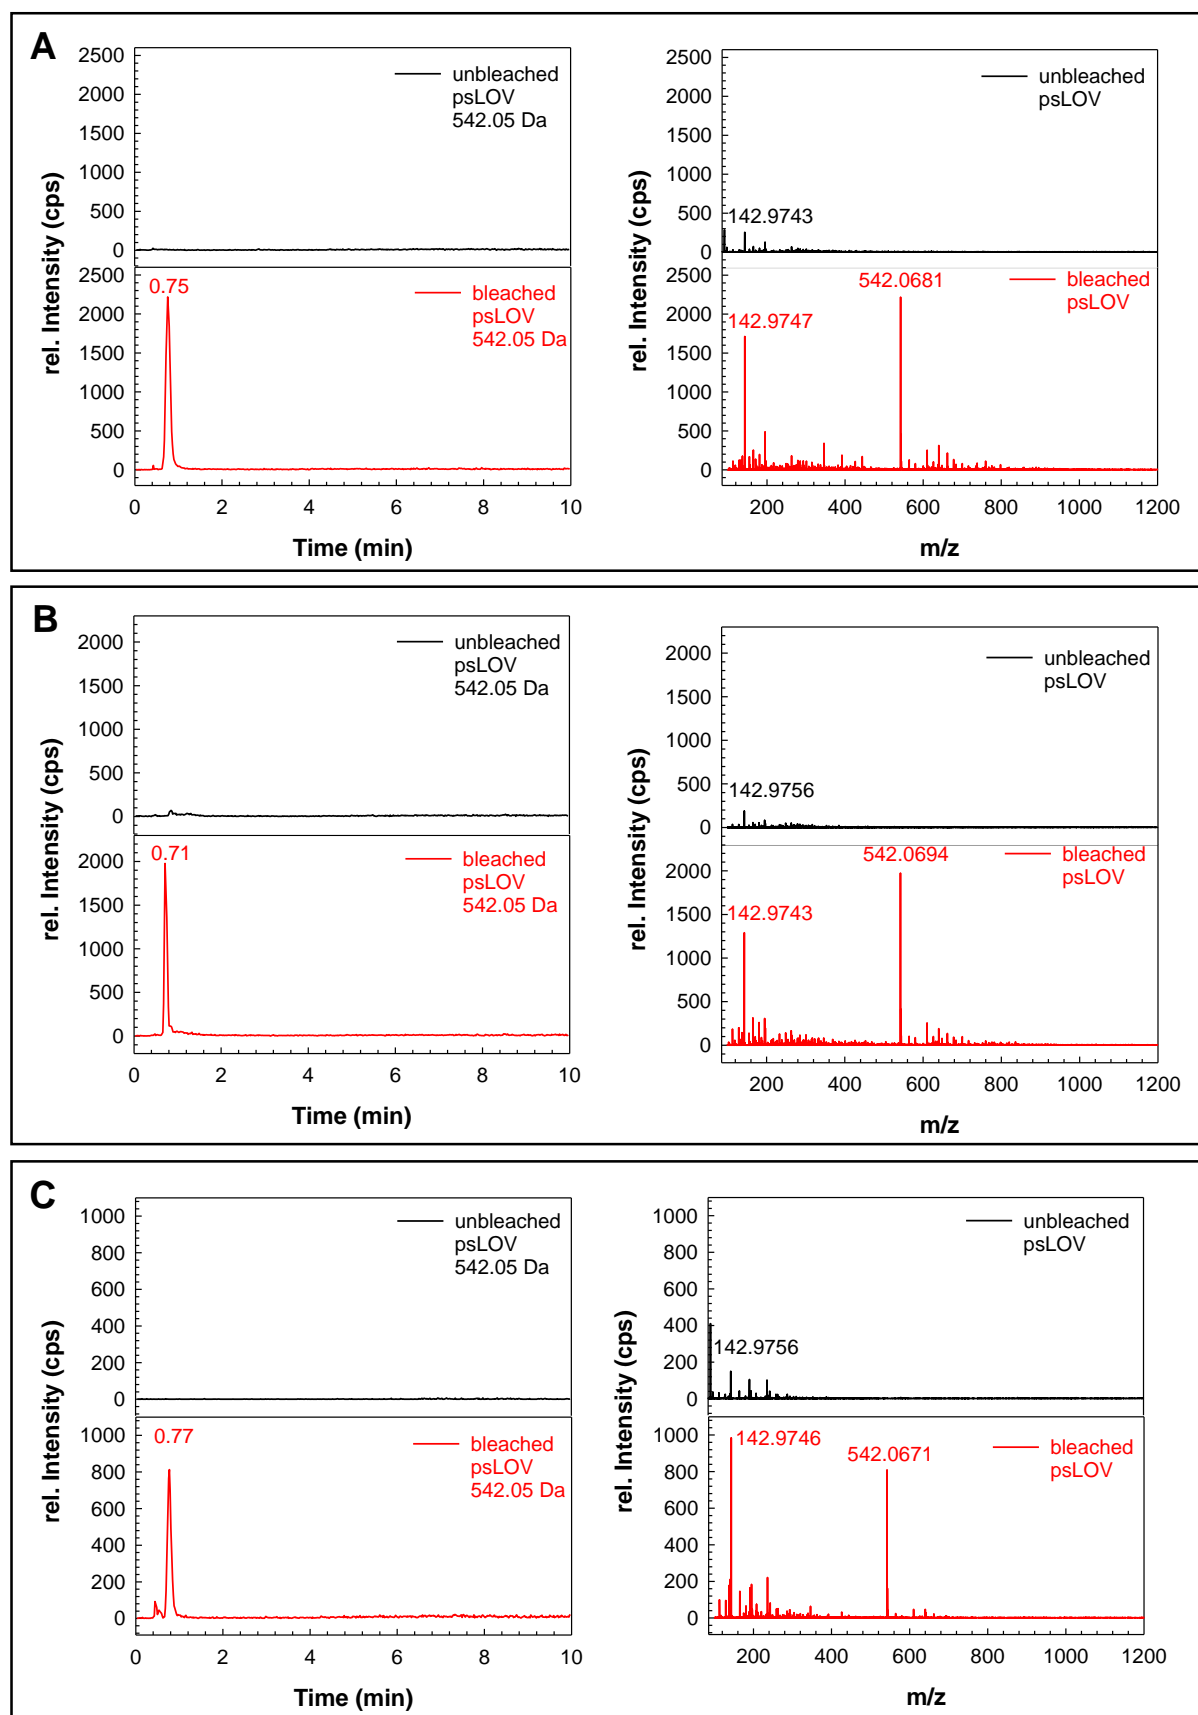 A
rel. Intensity (cps)
2500
2000
1500
1000
500
0
unbleached
psLOV
542.05 Da
2500
2000
1500
1000
500
0
0.75
bleached
psLOV
542.05 Da
0 2 4 6 8 10
Time (min)
rel. Intensity (cps)
2500
2000
1500
1000
500
0
unbleached
psLOV
142.9743
2500
2000
1500
1000
500
0
542.0681
142.9747
bleached
psLOV
200 400 600 800 1000 1200
m/z
B
rel. Intensity (cps)
2000
1500
1000
500
0
unbleached
psLOV
542.05 Da
2000
1500
1000
500
0
0.71
bleached
psLOV
542.05 Da
0 2 4 6 8 10
Time (min)
rel. Intensity (cps)
2000
1500
1000
500
0
unbleached
psLOV
142.9756
2000
1500
1000
500
0
542.0694
142.9743
bleached
psLOV
200 400 600 800 1000 1200
m/z
C
rel. Intensity (cps)
1000
800
600
400
200
0
unbleached
psLOV
542.05 Da
1000
800
600
400
200
0
0.77
bleached
psLOV
542.05 Da
0 2 4 6 8 10
Time (min)
rel. Intensity (cps)
1000
800
600
400
200
0
unbleached
psLOV
142.9756
1000
800
600
400
200
0
142.9746
542.0671
bleached
psLOV
200 400 600 800 1000 1200
m/z